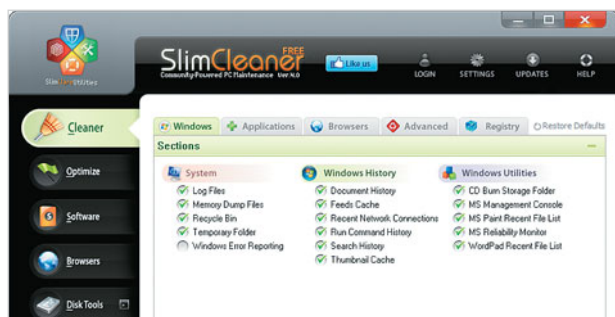 SlimCleaner FREE
Community-Powered PC Maintenance Ver 4.0
Like us
LOGIN
SETTINGS
UPDATES
HELP
Cleaner
Optimize
Software
Browsers
Disk Tools
Windows
Applications
Browsers
Advanced
Registry
Restore Defaults
Sections
System
Log Files
Memory Dump Files
Recycle Bin
Temporary Folder
Windows Error Reporting
Windows History
Document History
Feeds Cache
Recent Network Connections
Run Command History
Search History
Thumbnail Cache
Windows Utilities
CD Burn Storage Folder
MS Management Console
MS Paint Recent File List
MS Reliability Monitor
WordPad Recent File List